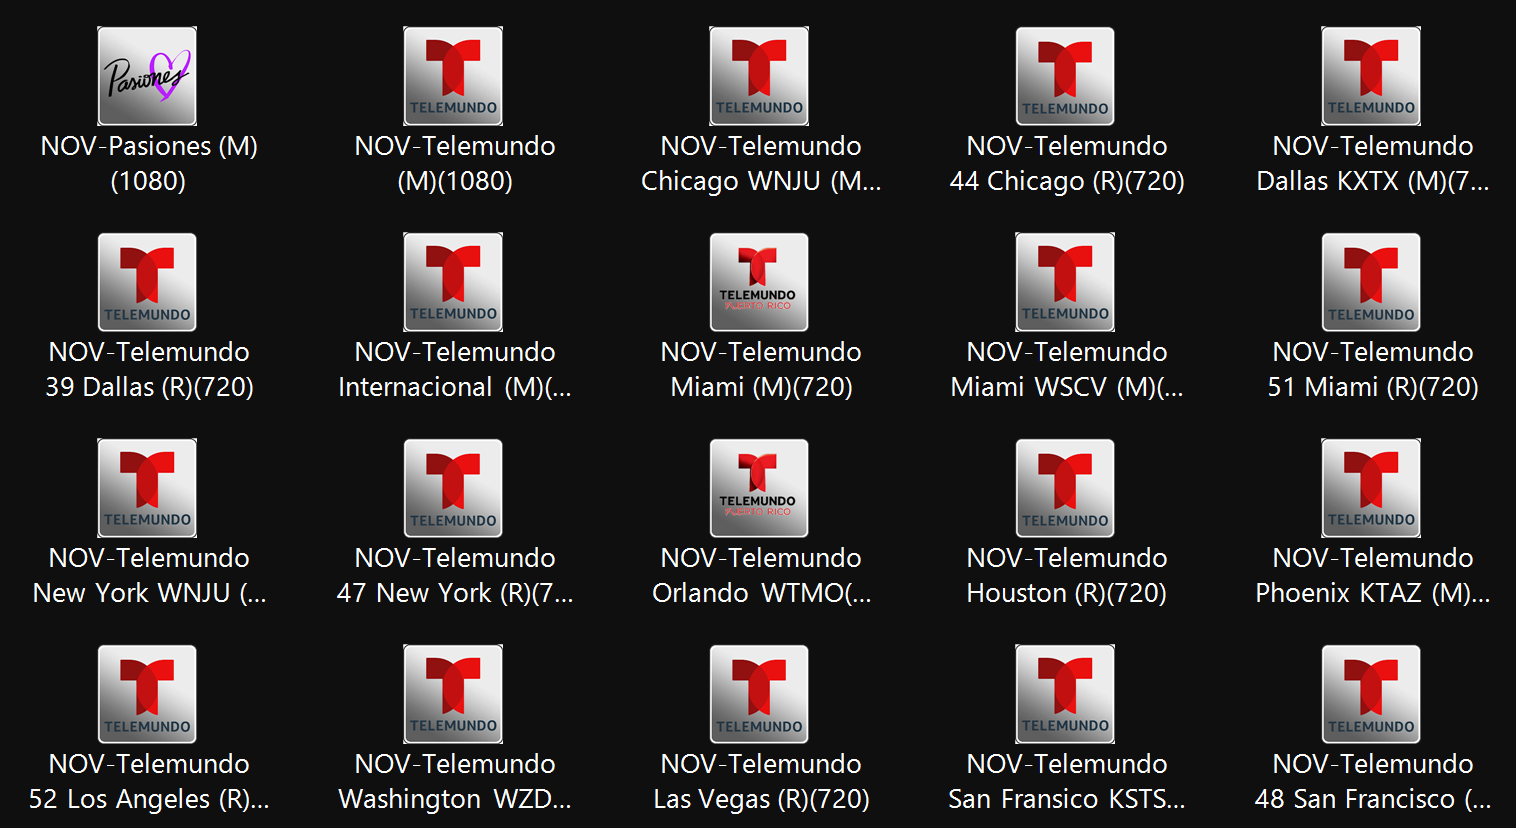 Pasiones
NOV-Pasiones (M)
(1080)
TELEMUNDO
NOV-Telemundo
(M)(1080)
TELEMUNDO
NOV-Telemundo
Chicago WNJU (M...
TELEMUNDO
NOV-Telemundo
44 Chicago (R)(720)
TELEMUNDO
NOV-Telemundo
Dallas KXTX (M)(7...
TELEMUNDO
NOV-Telemundo
39 Dallas (R)(720)
TELEMUNDO
NOV-Telemundo
Internacional (M)(...
TELEMUNDO
PUERTO RICO
NOV-Telemundo
Miami (M)(720)
TELEMUNDO
NOV-Telemundo
Miami WSCV (M)(...
TELEMUNDO
NOV-Telemundo
51 Miami (R)(720)
TELEMUNDO
NOV-Telemundo
New York WNJU (...
TELEMUNDO
NOV-Telemundo
47 New York (R)(7...
TELEMUNDO
PUERTO RICO
NOV-Telemundo
Orlando WTMO(...
TELEMUNDO
NOV-Telemundo
Houston (R)(720)
TELEMUNDO
NOV-Telemundo
Phoenix KTAZ (M)...
TELEMUNDO
NOV-Telemundo
52 Los Angeles (R)...
TELEMUNDO
NOV-Telemundo
Washington WZD...
TELEMUNDO
NOV-Telemundo
Las Vegas (R)(720)
TELEMUNDO
NOV-Telemundo
San Fransico KSTS...
TELEMUNDO
NOV-Telemundo
48 San Francisco (...